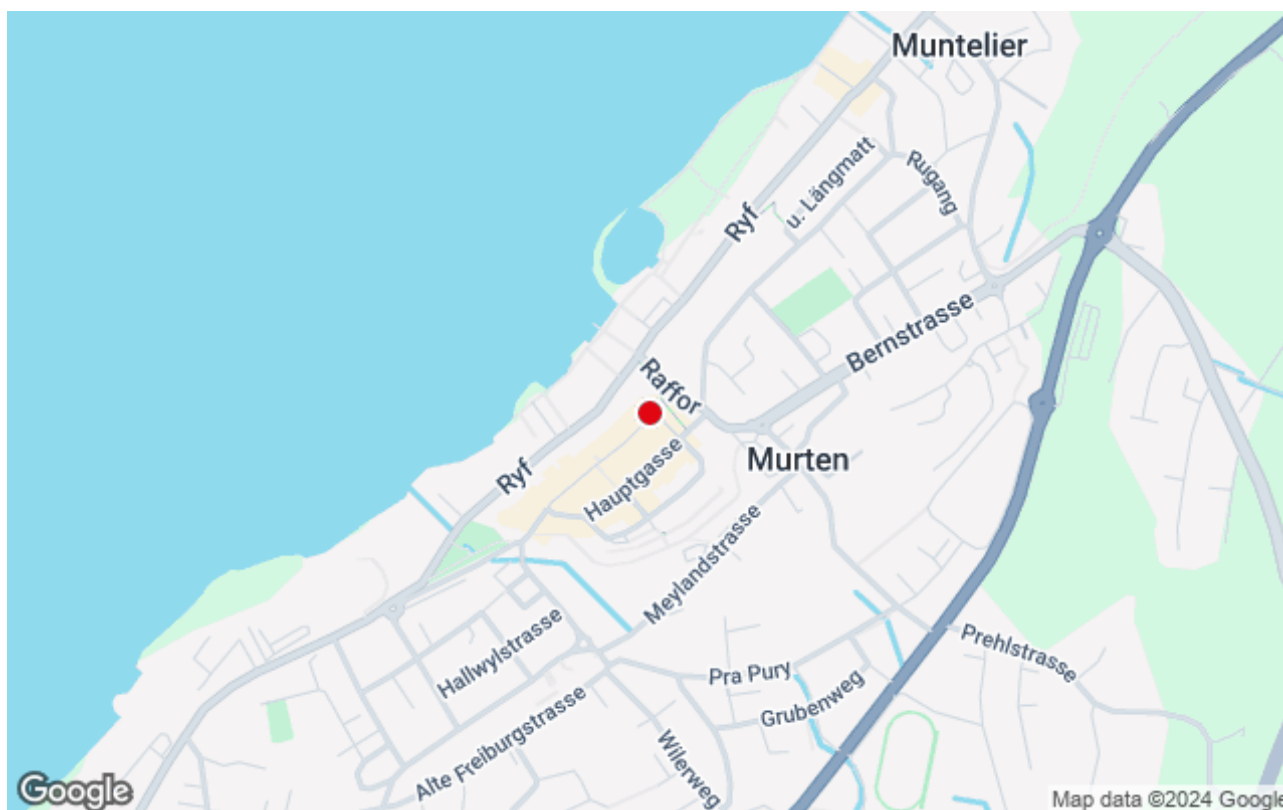 Muntelier
u. Längmatt
Rugang
Ryf
Bernstrasse
Raffor
Murten
Hauptgasse
Ryf
Meylandstrasse
Hallwylstrasse
Prehlstrasse
Pra Pury
Grubenweg
Alte Freiburgstrasse
Wilerweg
Google
Map data ©2024 Google